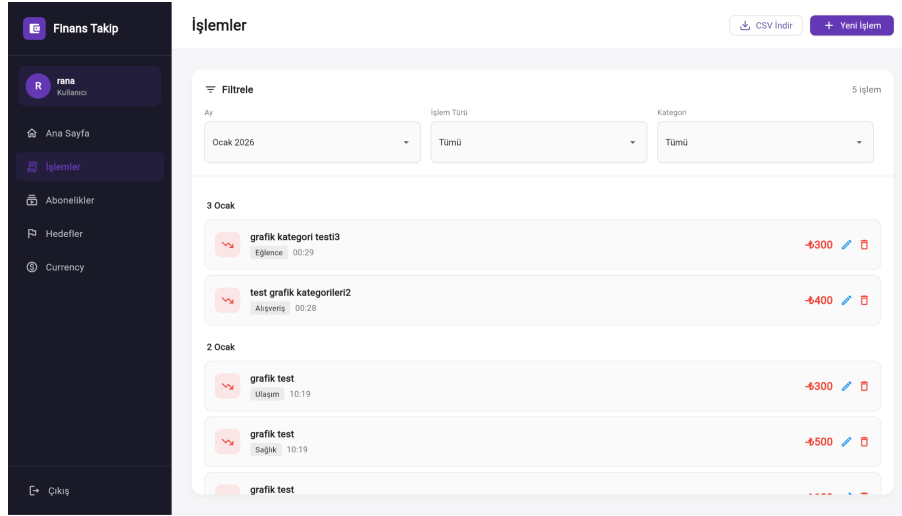 Finans Takip
İşlemler
CSV İndir
+ Yeni İşlem
R
rana
Kullanıcı
Ana Sayfa
İşlemler
Abonelikler
Hedefler
Currency
Çıkış
Filtrele
5 işlem
Ay
İşlem Türü
Kategori
Ocak 2026
Tümü
Tümü
3 Ocak
grafik kategori testi3
Eğlence 00:29
-₺300
test grafik kategorileri2
Alışveriş 00:28
-₺400
2 Ocak
grafik test
Ulaşım 10:19
-₺300
grafik test
Sağlık 10:19
-₺500
grafik test